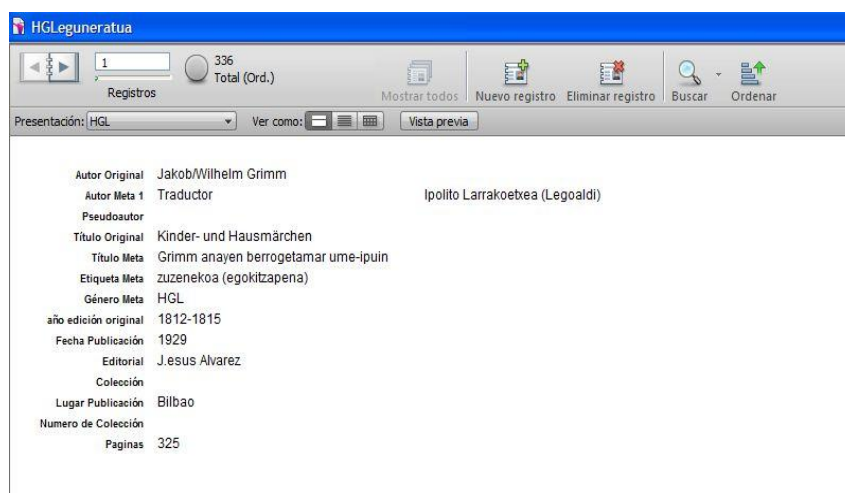 HGLeguneratua
1
336
Total (Ord.)
Registros
Mostrar todos
Nuevo registro
Eliminar registro
Buscar
Ordenar
Presentación: HGL
Ver como:
Vista previa
Autor Original Jakob/Wilhelm Grimm
Autor Meta 1 Traductor Ipolito Larrakoetxea (Legoaldi)
Pseudoautor
Título Original Kinder- und Hausmärchen
Título Meta Grimm anayen berrogetamar ume-ipuin
Etiqueta Meta zuzenekoa (egokitzapena)
Género Meta HGL
año edición original 1812-1815
Fecha Publicación 1929
Editorial J.esus Alvarez
Colección
Lugar Publicación Bilbao
Numero de Colección
Paginas 325